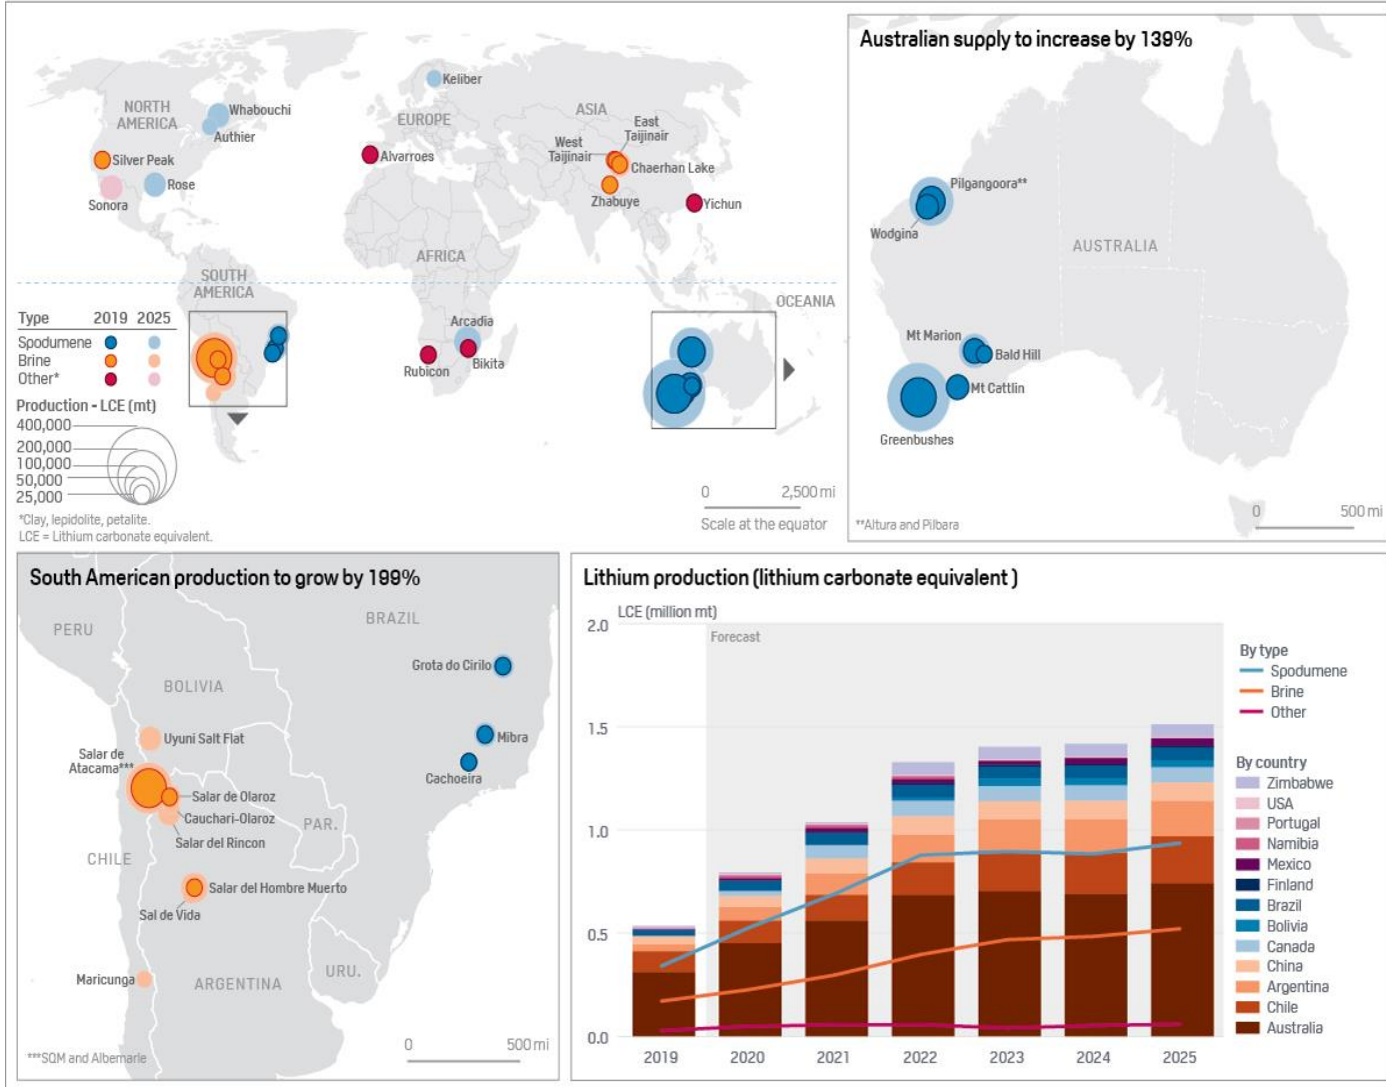 NORTH
AMERICA
Whabouchi
Authier
Silver Peak
Rose
Sonora
Keliber
EUROPE
Alvarroes
ASIA
East
Taijinair
West
Taijinair
Chaerhan Lake
Zhabuye
Yichun
AFRICA
SOUTH
AMERICA
OCEANIA
Arcadia
Bikita
Rubicon
Type 2019 2025
Spodumene
Brine
Other*
Production - LCE (mt)
400,000
200,000
100,000
50,000
25,000
*Clay, lepidolite, petalite.
LCE = Lithium carbonate equivalent.
0 2,500 mi
Scale at the equator
Australian supply to increase by 139%
Pilgangoora**
Wodgina
AUSTRALIA
Mt Marion
Bald Hill
Mt Cattlin
Greenbushes
**Altura and Pilbara
0 500 mi
South American production to grow by 199%
PERU
BRAZIL
Grota do Cirilo
BOLIVIA
Uyuni Salt Flat
Mibra
Salar de
Atacama***
Cachoeira
Salar de Olaroz
Cauchari-Olaroz
PAR.
Salar del Rincon
CHILE
Salar del Hombre Muerto
Sal de Vida
Maricunga
ARGENTINA
URU.
***SQM and Albemarle
0 500 mi
Lithium production (lithium carbonate equivalent )
LCE (million mt)
2.0
1.5
1.0
0.5
0.0
Forecast
2019 2020 2021 2022 2023 2024 2025
By type
Spodumene
Brine
Other
By country
Zimbabwe
USA
Portugal
Namibia
Mexico
Finland
Brazil
Bolivia
Canada
China
Argentina
Chile
Australia